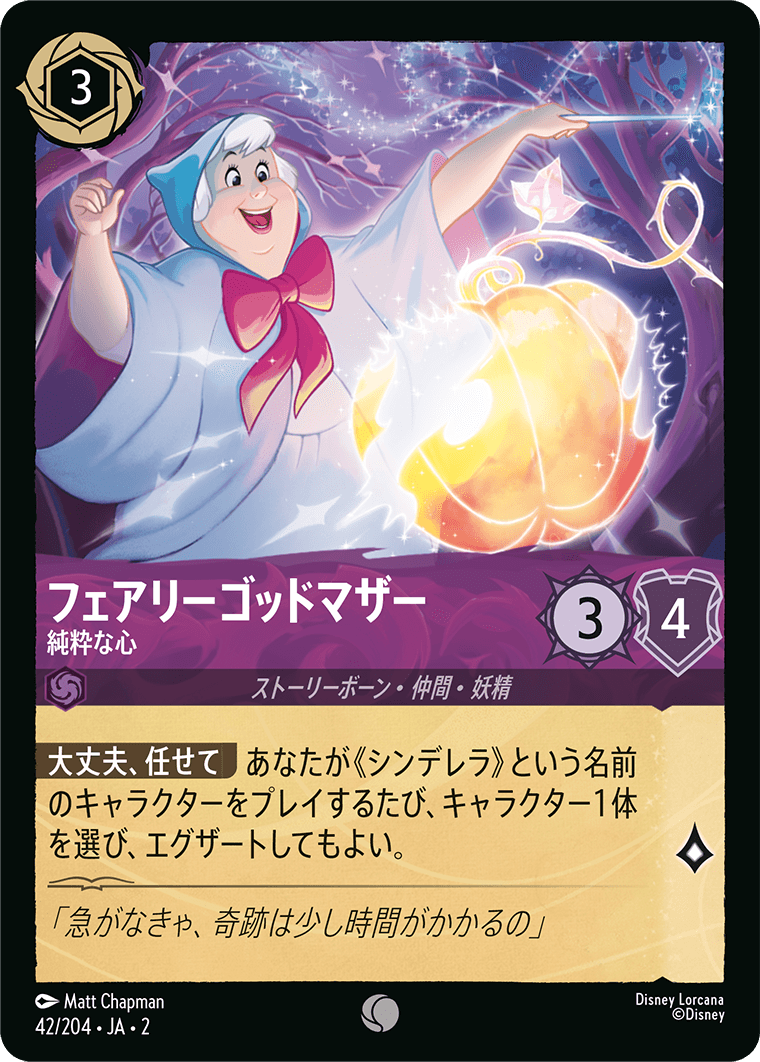 3
フェアリーゴッドマザー
純粋な心
3
4
ストーリーボーン・仲間・妖精
大丈夫、任せて あなたが《シンデレラ》という名前
のキャラクターをプレイするたび、キャラクター1体
を選び、エグザートしてもよい。
「急がなきゃ、奇跡は少し時間がかかるの」
Matt Chapman
42/204・JA・2
Disney Lorcana
©Disney